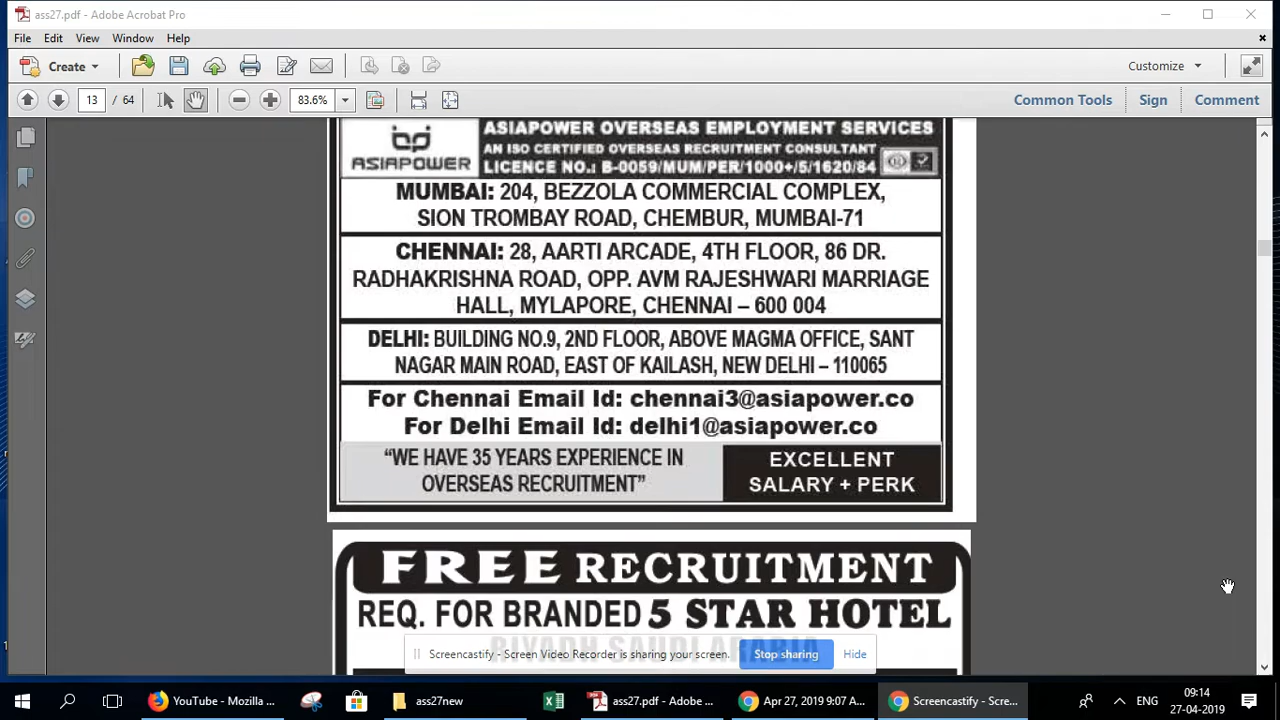 ass27.pdf - Adobe Acrobat Pro
File Edit View Window Help
Create Customize
13 / 64 83.6% Common Tools Sign Comment
ASIAPOWER
ASIAPOWER OVERSEAS EMPLOYMENT SERVICES
AN ISO CERTIFIED OVERSEAS RECRUITMENT CONSULTANT
LICENCE NO.: B-0059/MUM/PER/1000+/5/1620/84
MUMBAI: 204, BEZZOLA COMMERCIAL COMPLEX,
SION TROMBAY ROAD, CHEMBUR, MUMBAI-71
CHENNAI: 28, AARTI ARCADE, 4TH FLOOR, 86 DR.
RADHAKRISHNA ROAD, OPP. AVM RAJESHWARI MARRIAGE
HALL, MYLAPORE, CHENNAI – 600 004
DELHI: BUILDING NO.9, 2ND FLOOR, ABOVE MAGMA OFFICE, SANT
NAGAR MAIN ROAD, EAST OF KAILASH, NEW DELHI – 110065
For Chennai Email Id: chennai3@asiapower.co
For Delhi Email Id: delhi1@asiapower.co
“WE HAVE 35 YEARS EXPERIENCE IN
OVERSEAS RECRUITMENT”
EXCELLENT
SALARY + PERK
FREE RECRUITMENT
REQ. FOR BRANDED 5 STAR HOTEL
RIYADH SAUDI ARABIA
Screencastify - Screen Video Recorder is sharing your screen. Stop sharing Hide
YouTube - Mozilla ... ass27new ass27.pdf - Adobe ... Apr 27, 2019 9:07 A... Screencastify - Scre... ENG
09:14
27-04-2019